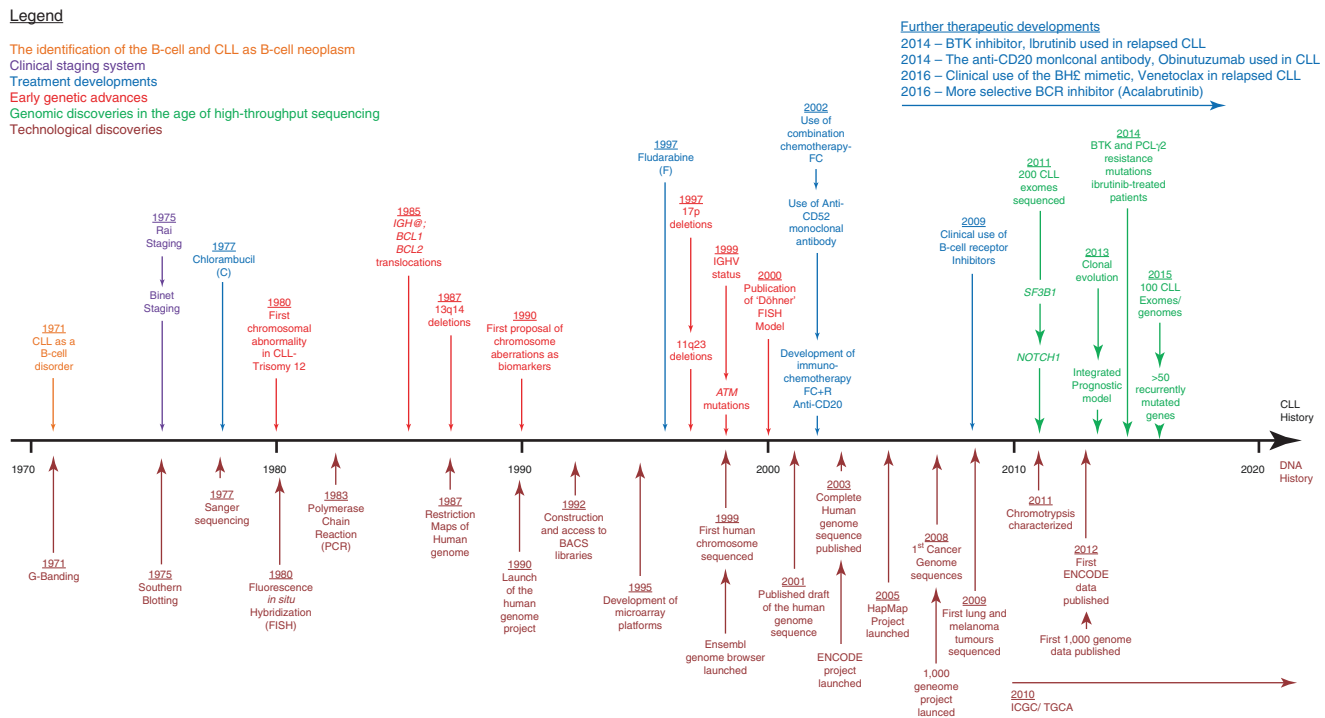 Legend
The identification of the B-cell and CLL as B-cell neoplasm
Clinical staging system
Treatment developments
Early genetic advances
Genomic discoveries in the age of high-throughput sequencing
Technological discoveries
Further therapeutic developments
2014 – BTK inhibitor, Ibrutinib used in relapsed CLL
2014 – The anti-CD20 monlconal antibody, Obinutuzumab used in CLL
2016 – Clinical use of the BH£ mimetic, Venetoclax in relapsed CLL
2016 – More selective BCR inhibitor (Acalabrutinib)
1971
CLL as a
B-cell
disorder
1975
Rai
Staging
Binet
Staging
1977
Chlorambucil
(C)
1980
First
chromosomal
abnormality
in CLL-
Trisomy 12
1985
IGH@;
BCL1
BCL2
translocations
1987
13q14
deletions
1990
First proposal of
chromosome
aberrations as
biomarkers
1997
Fludarabine
(F)
1997
17p
deletions
11q23
deletions
1999
IGHV
status
ATM
mutations
2000
Publication
of 'Döhner'
FISH
Model
2002
Use of
combination
chemotherapy-
FC
Use of Anti-
CD52
monoclonal
antibody
Development of
immuno-
chemotherapy
FC+R
Anti-CD20
2009
Clinical use of
B-cell receptor
Inhibitors
2011
200 CLL
exomes
sequenced
SF3B1
NOTCH1
2013
Clonal
evolution
Integrated
Prognostic
model
2014
BTK and PCLγ2
resistance
mutations
ibrutinib-treated
patients
2015
100 CLL
Exomes/
genomes
>50
recurrently
mutated
genes
CLL
History
1970
1980
1990
2000
2010
2020
DNA
History
1971
G-Banding
1975
Southern
Blotting
1977
Sanger
sequencing
1980
Fluorescence
in situ
Hybridization
(FISH)
1983
Polymerase
Chain
Reaction
(PCR)
1987
Restriction
Maps of
Human
genome
1990
Launch
of the
human
genome
project
1992
Construction
and access to
BACS
libraries
1995
Development of
microarray
platforms
1999
First human
chromosome
sequenced
Ensembl
genome browser
launched
2001
Published draft
of the human
genome
sequence
2003
Complete
Human
genome
sequence
published
ENCODE
project
launched
2005
HapMap
Project
launched
2008
1st Cancer
Genome
sequences
1,000
geneome
project
launced
2009
First lung and
melanoma
tumours
sequenced
2011
Chromotrypsis
characterized
2012
First
ENCODE
data
published
First 1,000 genome
data published
2010
ICGC/ TGCA